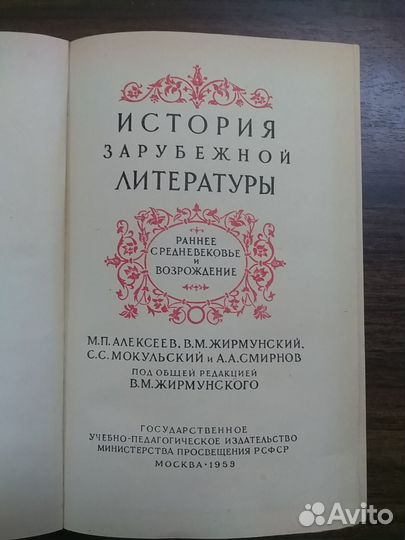 ИСТОРИЯ
ЗАРУБЕЖНОЙ
ЛИТЕРАТУРЫ
РАННЕЕ
СРЕДНЕВЕКОВЬЕ
И
ВОЗРОЖДЕНИЕ
М.П. АЛЕКСЕЕВ, В.М. ЖИРМУНСКИЙ,
С.С. МОКУЛЬСКИЙ И А.А. СМИРНОВ
ПОД ОБЩЕЙ РЕДАКЦИЕЙ
В.М. ЖИРМУНСКОГО
ГОСУДАРСТВЕННОЕ
УЧЕБНО-ПЕДАГОГИЧЕСКОЕ ИЗДАТЕЛЬСТВО
МИНИСТЕРСТВА ПРОСВЕЩЕНИЯ РСФСР
МОСКВА · 1959
Avito